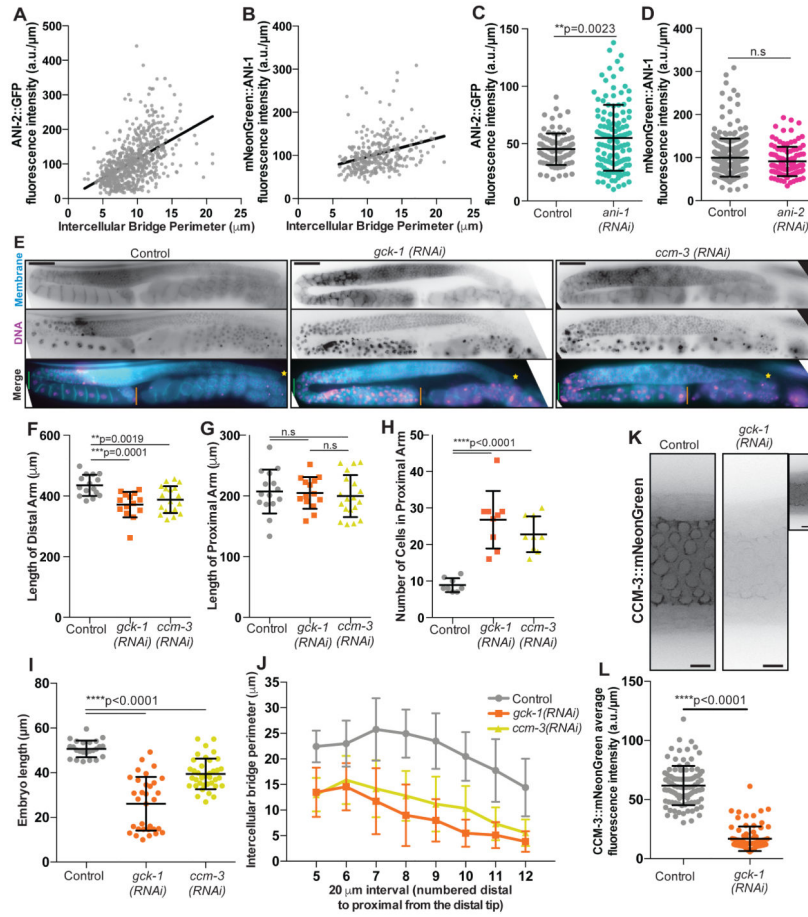 A
ANI-2::GFP
fluorescence intensity (a.u./µm)
500
400
300
200
100
0
0 5 10 15 20 25
Intercellular Bridge Perimeter (µm)
B
mNeonGreen::ANI-1
fluorescence intensity (a.u./µm)
400
300
200
100
0
0 5 10 15 20 25
Intercellular Bridge Perimeter (µm)
C
**p=0.0023
ANI-2::GFP
fluorescence intensity (a.u./µm)
150
100
50
0
Control
ani-1
(RNAi)
D
n.s
mNeonGreen::ANI-1
fluorescence intensity (a.u./µm)
400
300
200
100
0
Control
ani-2
(RNAi)
E
Control
gck-1 (RNAi)
ccm-3 (RNAi)
Membrane
DNA
Merge
F
**p=0.0019
***p=0.0001
Length of Distal Arm (µm)
600
400
200
0
Control
gck-1
(RNAi)
ccm-3
(RNAi)
G
n.s
n.s
Length of Proximal Arm (µm)
300
200
100
0
Control
gck-1
(RNAi)
ccm-3
(RNAi)
H
****p<0.0001
Number of Cells in Proximal Arm
50
40
30
20
10
0
Control
gck-1
(RNAi)
ccm-3
(RNAi)
K
Control
gck-1
(RNAi)
CCM-3::mNeonGreen
I
****p<0.0001
Embryo length (µm)
80
60
40
20
0
Control
gck-1
(RNAi)
ccm-3
(RNAi)
J
Intercellular bridge perimeter (µm)
35
30
25
20
15
10
5
0
Control
gck-1(RNAi)
ccm-3(RNAi)
5 6 7 8 9 10 11 12
20 µm interval (numbered distal
to proximal from the distal tip)
L
****p<0.0001
CCM-3::mNeonGreen average
fluorescence intensity (a.u./µm)
150
100
50
0
Control
gck-1
(RNAi)